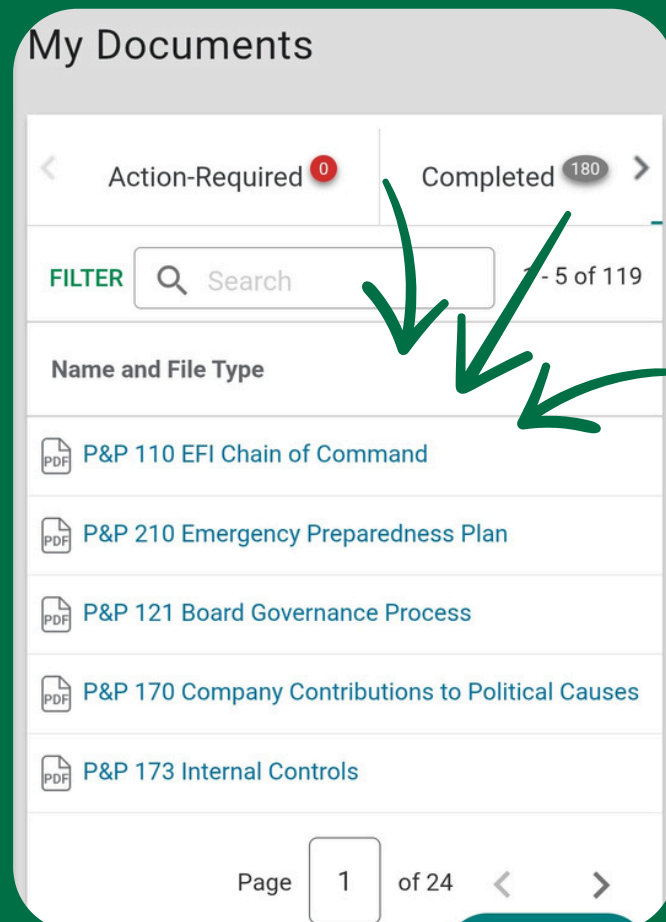 My Documents
Action-Required 0 Completed 180
FILTER Search - 5 of 119
Name and File Type
PDF P&P 110 EFI Chain of Command
PDF P&P 210 Emergency Preparedness Plan
PDF P&P 121 Board Governance Process
PDF P&P 170 Company Contributions to Political Causes
PDF P&P 173 Internal Controls
Page 1 of 24